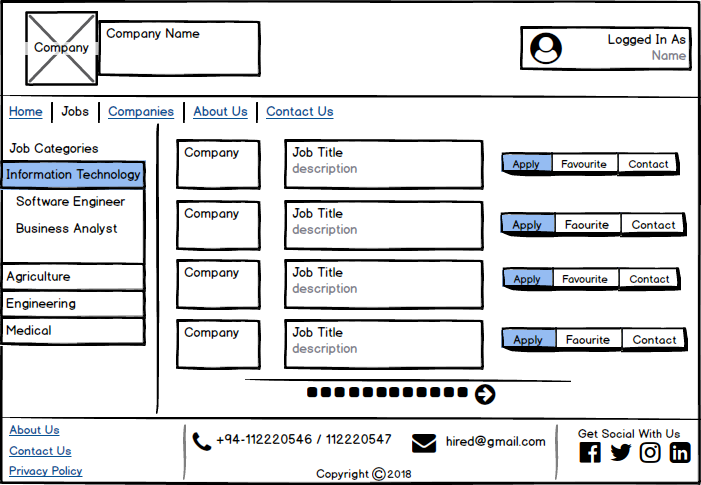 Company
Company Name
Logged In As
Name
Home
Jobs
Companies
About Us
Contact Us
Job Categories
Information Technology
Software Engineer
Business Analyst
Agriculture
Engineering
Medical
Company
Job Title
description
Apply Favourite Contact
Company
Job Title
description
Apply Faourite Contact
Company
Job Title
description
Apply Favourite Contact
Company
Job Title
description
Apply Faourite Contact
About Us
Contact Us
Privacy Policy
+94-112220546 / 112220547
hired@gmail.com
Get Social With Us
Copyright ©2018